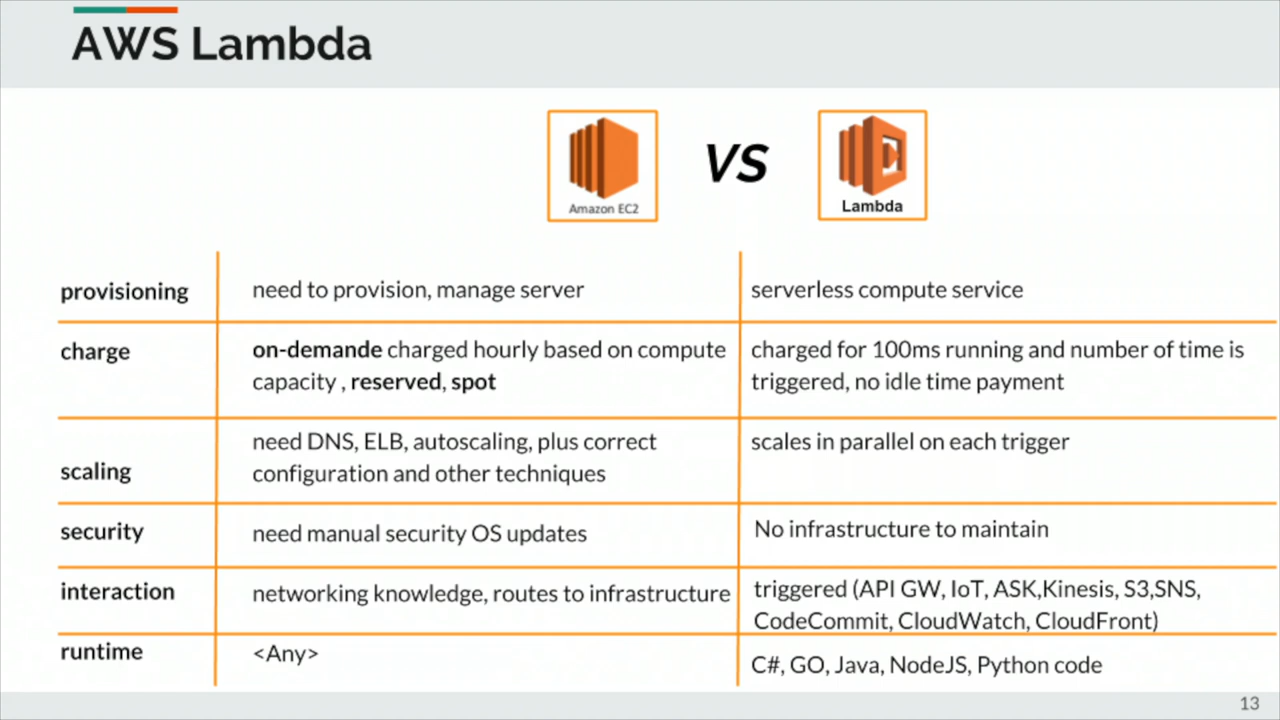 AWS Lambda
Amazon EC2
VS
Lambda
provisioning
need to provision, manage server
serverless compute service
charge
on-demande charged hourly based on compute
capacity , reserved, spot
charged for 100ms running and number of time is
triggered, no idle time payment
scaling
need DNS, ELB, autoscaling, plus correct
configuration and other techniques
scales in parallel on each trigger
security
need manual security OS updates
No infrastructure to maintain
interaction
networking knowledge, routes to infrastructure
triggered (API GW, IoT, ASK,Kinesis, S3,SNS,
CodeCommit, CloudWatch, CloudFront)
runtime
<Any>
C#, GO, Java, NodeJS, Python code
13